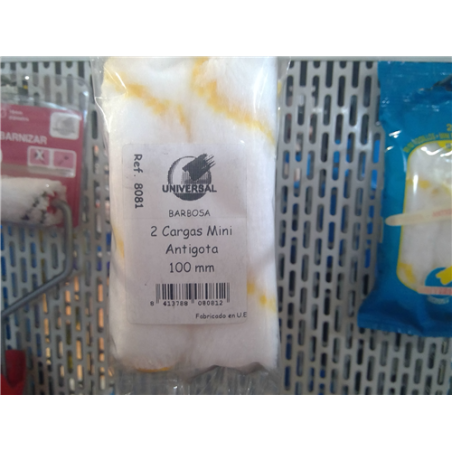 BARNIZAR
Ref. 8081
UNIVERSAL
BARBOSA
2 Cargas Mini
Antigota
100 mm
Fabricado en U.E